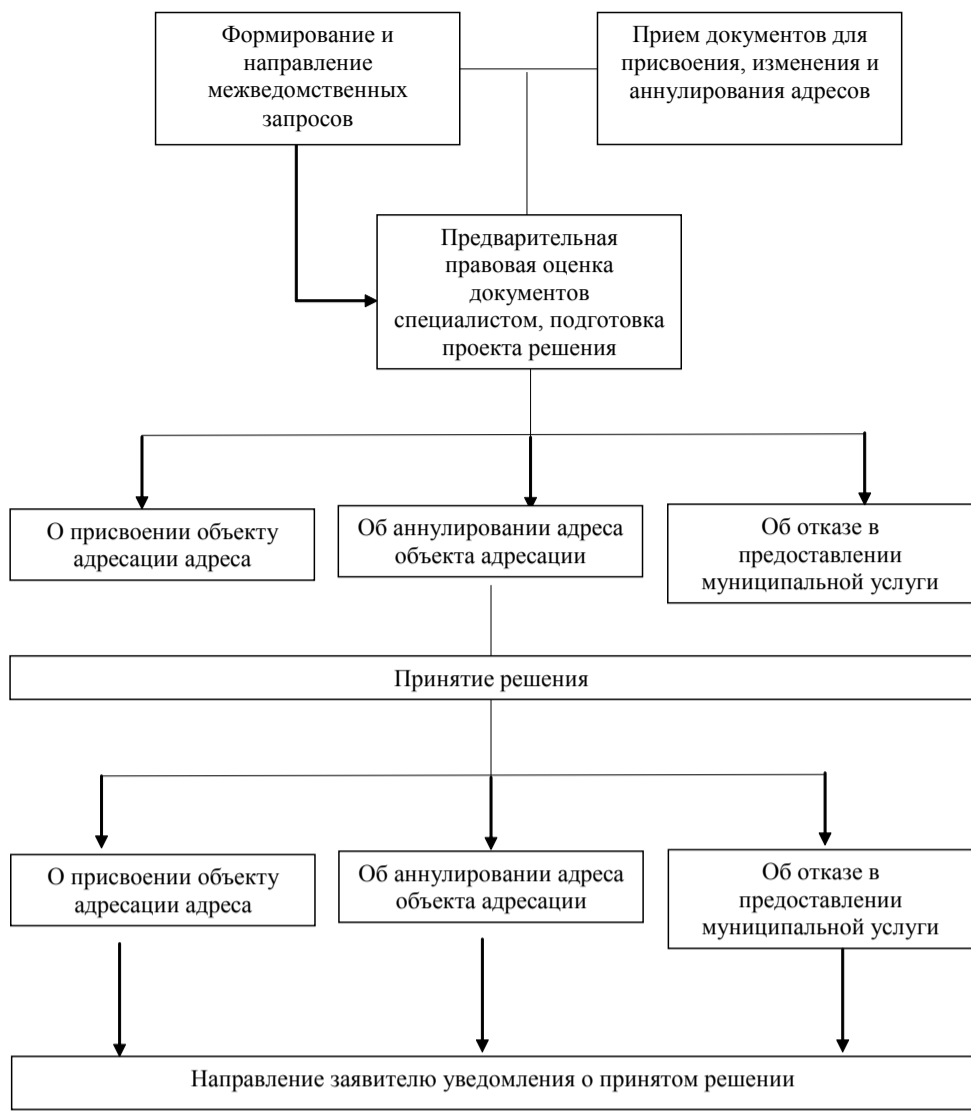 Формирование и
направление
межведомственных
запросов
Прием документов для
присвоения, изменения и
аннулирования адресов
Предварительная
правовая оценка
документов
специалистом, подготовка
проекта решения
О присвоении объекту
адресации адреса
Об аннулировании адреса
объекта адресации
Об отказе в
предоставлении
муниципальной услуги
Принятие решения
О присвоении объекту
адресации адреса
Об аннулировании адреса
объекта адресации
Об отказе в
предоставлении
муниципальной услуги
Направление заявителю уведомления о принятом решении